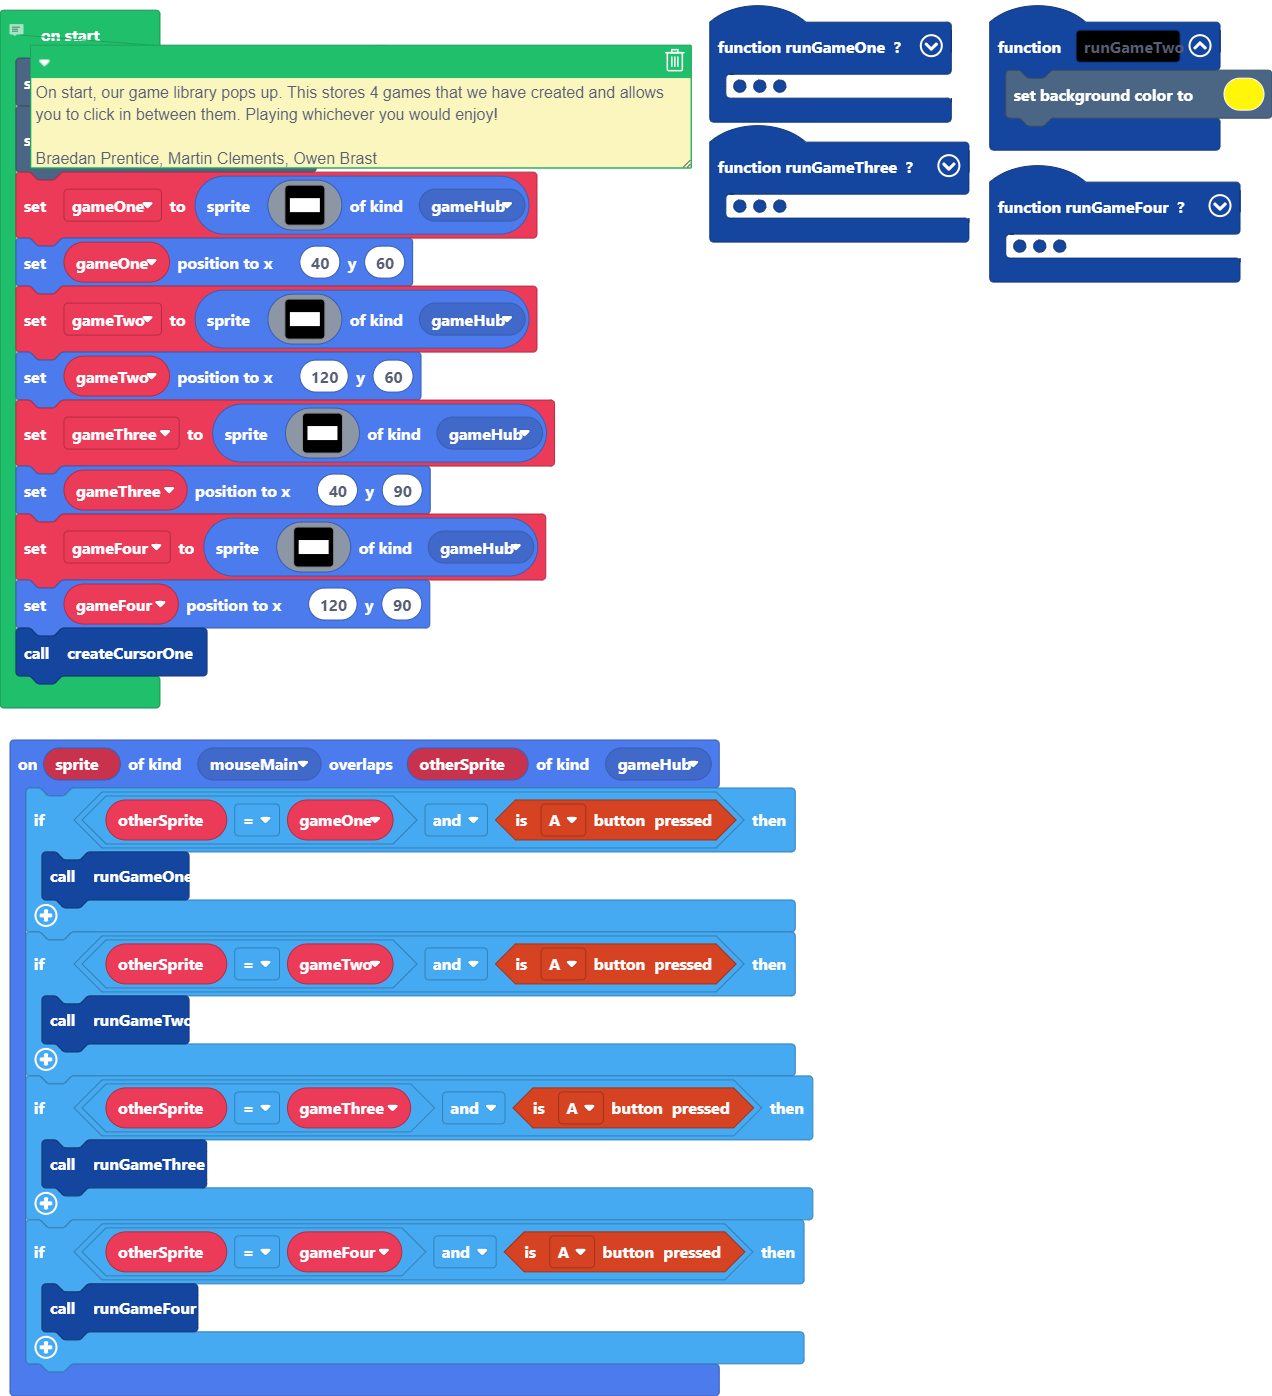 on start
On start, our game library pops up. This stores 4 games that we have created and allows
you to click in between them. Playing whichever you would enjoy!
Braedan Prentice, Martin Clements, Owen Brast
set gameOne to sprite of kind gameHub
set gameOne position to x 40 y 60
set gameTwo to sprite of kind gameHub
set gameTwo position to x 120 y 60
set gameThree to sprite of kind gameHub
set gameThree position to x 40 y 90
set gameFour to sprite of kind gameHub
set gameFour position to x 120 y 90
call createCursorOne
function runGameOne ?
function runGameTwo
set background color to
function runGameThree ?
function runGameFour ?
on sprite of kind mouseMain overlaps otherSprite of kind gameHub
if otherSprite = gameOne and is A button pressed then
call runGameOne
if otherSprite = gameTwo and is A button pressed then
call runGameTwo
if otherSprite = gameThree and is A button pressed then
call runGameThree
if otherSprite = gameFour and is A button pressed then
call runGameFour